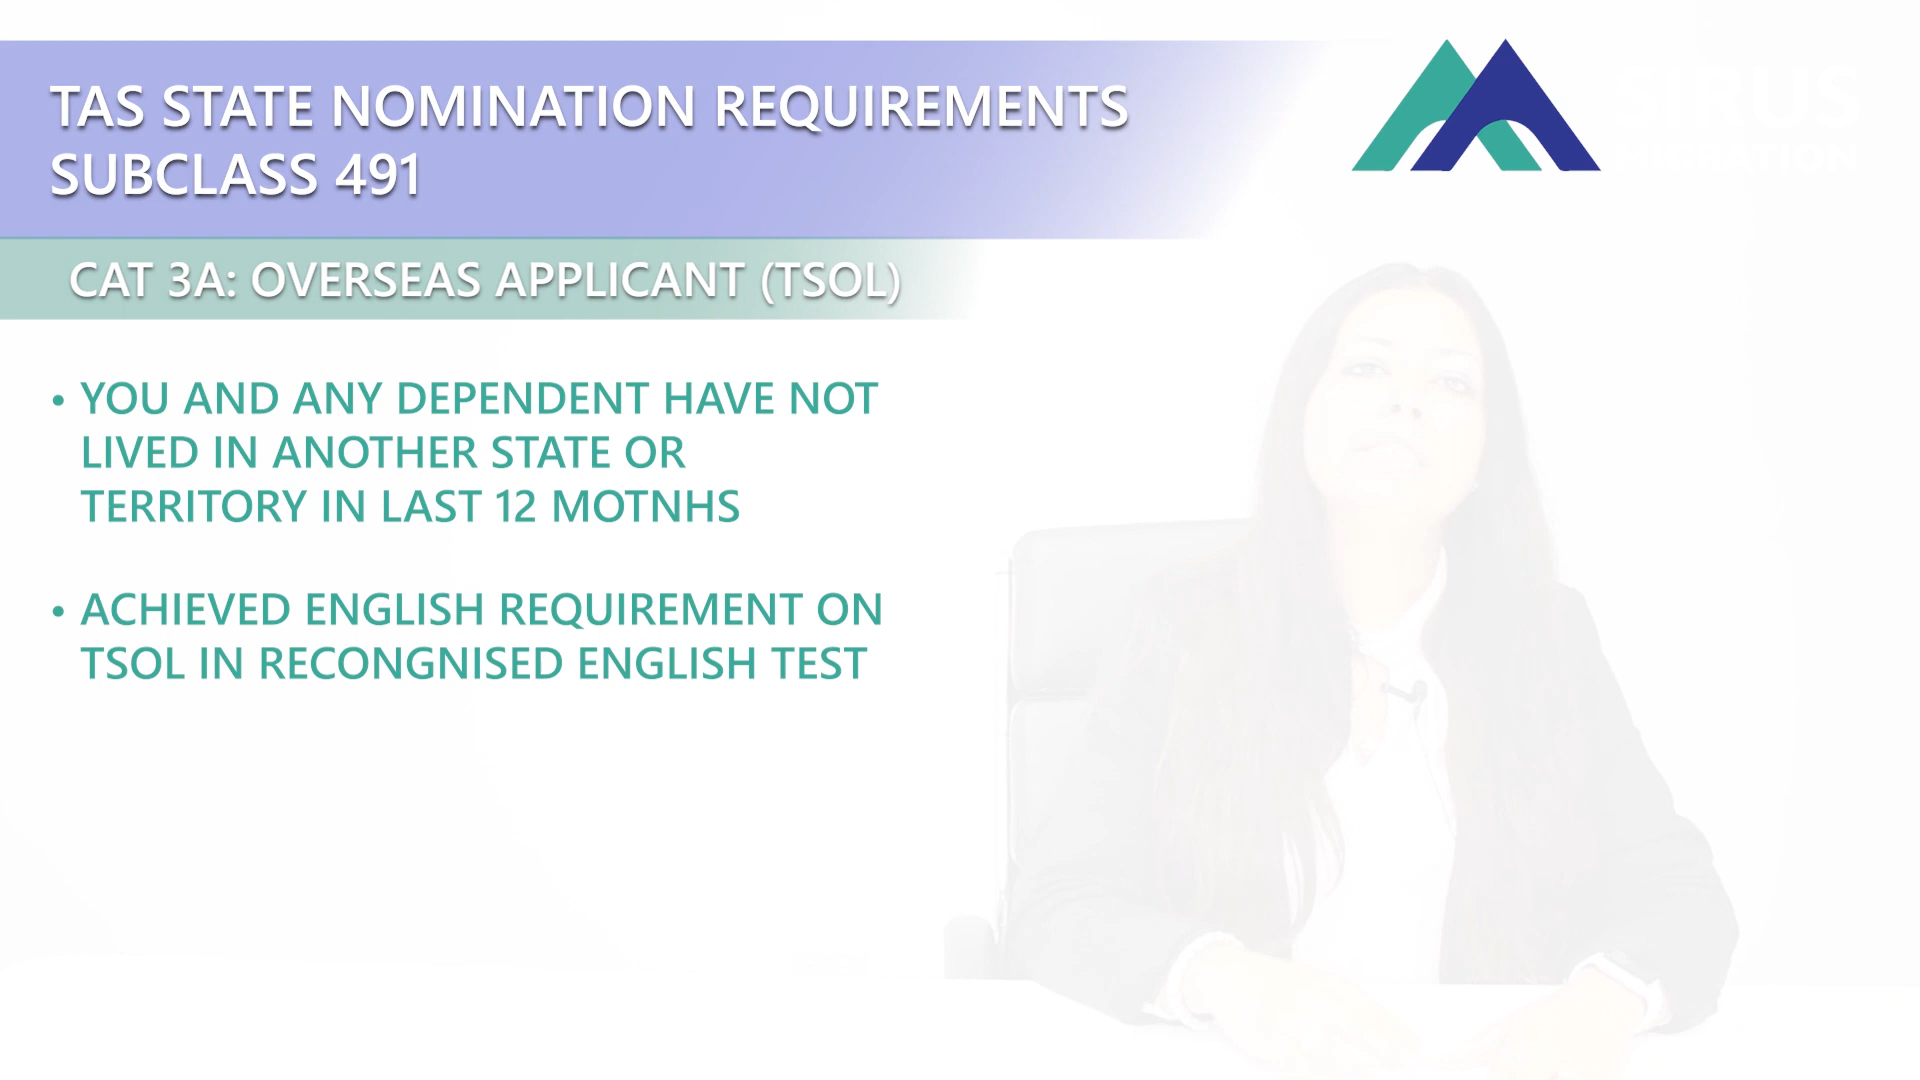 TAS STATE NOMINATION REQUIREMENTS
SUBCLASS 491
CAT 3A: OVERSEAS APPLICANT (TSOL)
• YOU AND ANY DEPENDENT HAVE NOT
LIVED IN ANOTHER STATE OR
TERRITORY IN LAST 12 MOTNHS
• ACHIEVED ENGLISH REQUIREMENT ON
TSOL IN RECONGNISED ENGLISH TEST